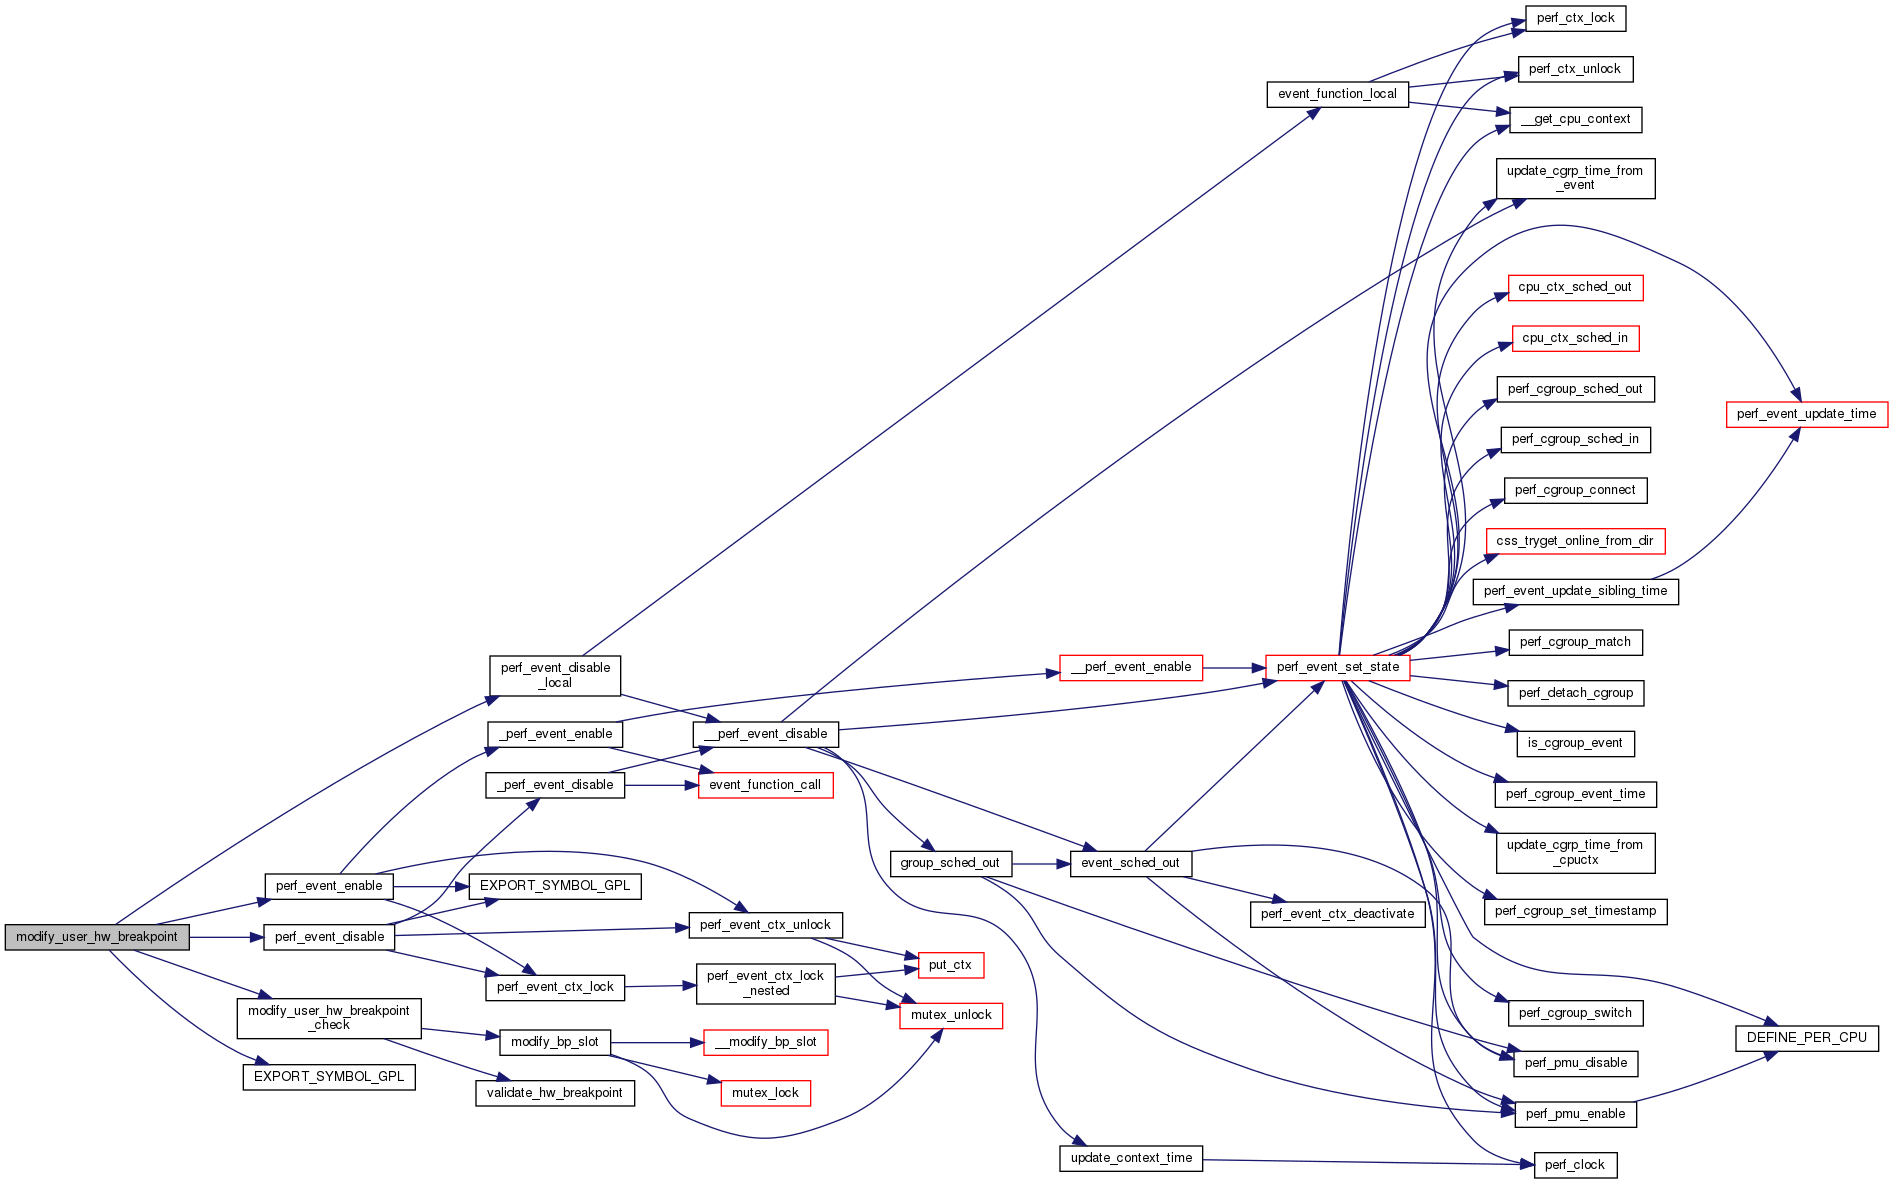 perf_ctx_lock
perf_ctx_unlock
event_function_local
__get_cpu_context
update_cgrp_time_from
_event
cpu_ctx_sched_out
cpu_ctx_sched_in
perf_cgroup_sched_out
perf_event_update_time
perf_cgroup_sched_in
perf_cgroup_connect
css_tryget_online_from_dir
perf_event_update_sibling_time
perf_cgroup_match
perf_event_disable
_local
__perf_event_enable
perf_event_set_state
perf_detach_cgroup
_perf_event_enable
__perf_event_disable
is_cgroup_event
_perf_event_disable
event_function_call
perf_cgroup_event_time
update_cgrp_time_from
_cpuctx
group_sched_out
event_sched_out
perf_event_enable
EXPORT_SYMBOL_GPL
perf_event_ctx_deactivate
perf_cgroup_set_timestamp
modify_user_hw_breakpoint
perf_event_disable
perf_event_ctx_unlock
put_ctx
perf_event_ctx_lock
perf_event_ctx_lock
_nested
modify_user_hw_breakpoint
_check
mutex_unlock
perf_cgroup_switch
modify_bp_slot
__modify_bp_slot
DEFINE_PER_CPU
perf_pmu_disable
EXPORT_SYMBOL_GPL
validate_hw_breakpoint
mutex_lock
perf_pmu_enable
update_context_time
perf_clock